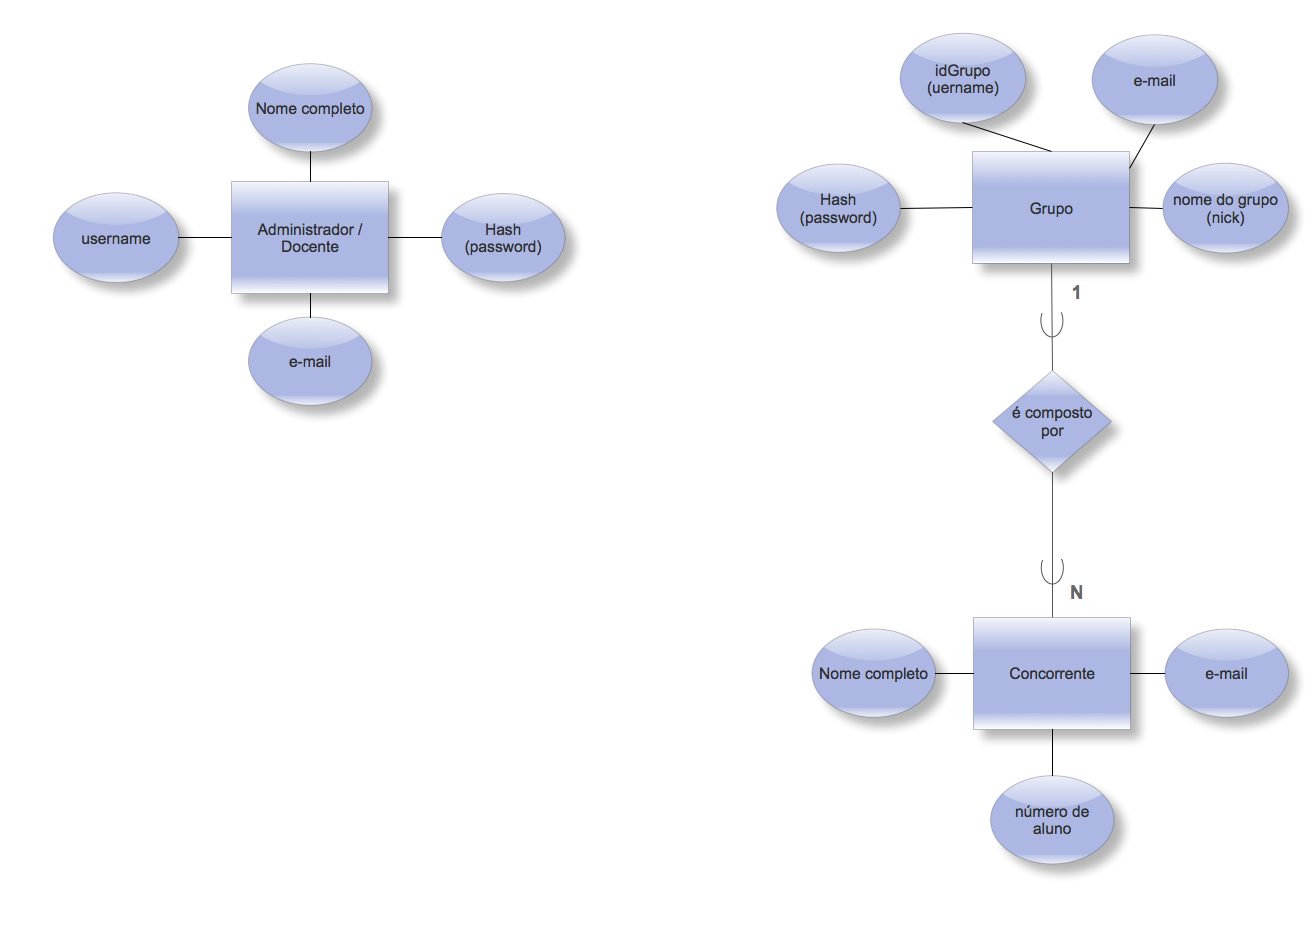 Nome completo
username
Administrador /
Docente
Hash
(password)
e-mail
idGrupo
(uername)
e-mail
Hash
(password)
Grupo
nome do grupo
(nick)
1
é composto
por
N
Nome completo
Concorrente
e-mail
número de
aluno